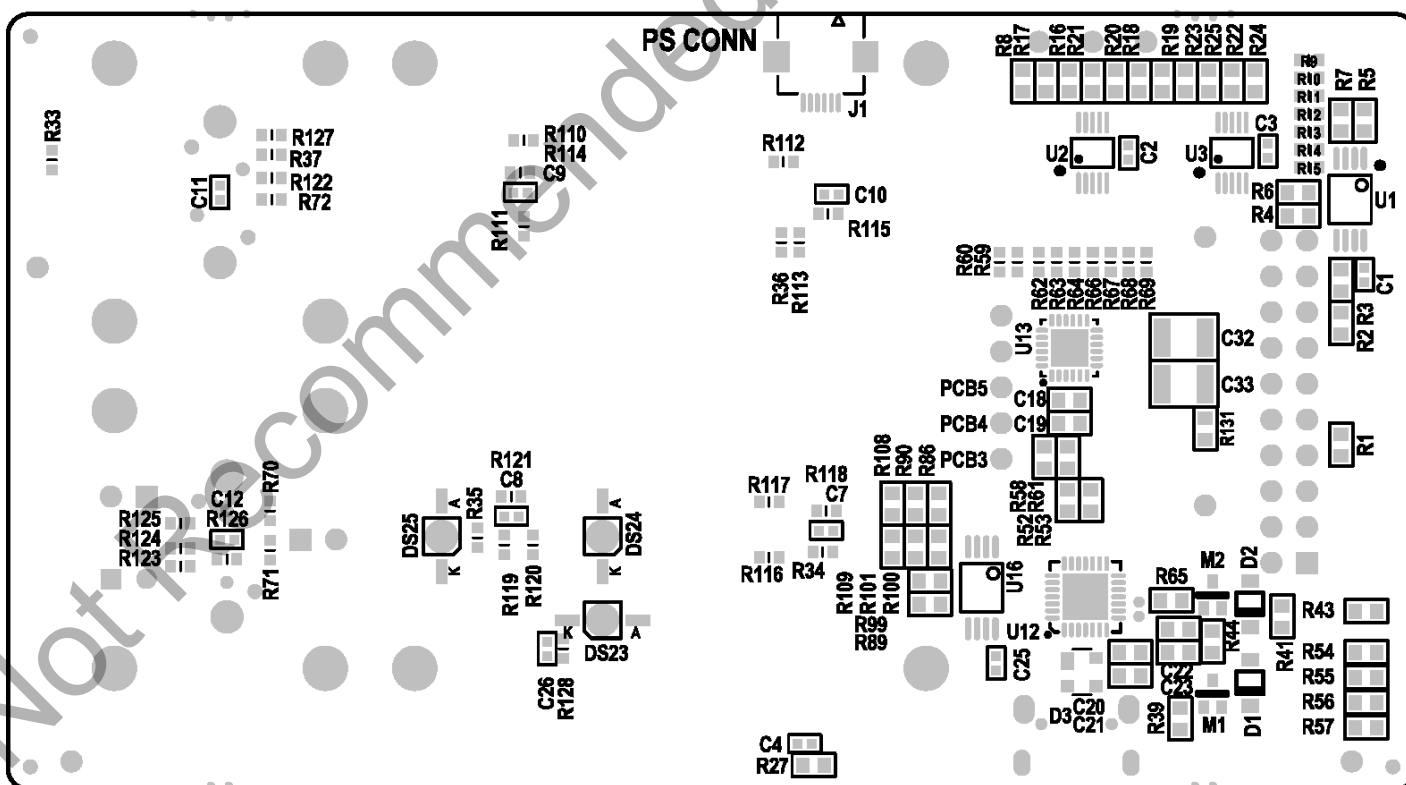 Not Recommended
PS CONN
J1
R8
R17
R16
R21
R20
R18
R19
R23
R25
R22
R24
R9
R10
R11
R12
R13
R14
R15
R7
R5
R33
R127
R37
R122
R72
C11
R110
R114
C9
R111
R112
C10
R115
R36
R113
U2
C2
U3
C3
R6
R4
U1
R60
R59
R62
R63
R64
R66
R67
R68
R69
C1
R3
R2
U13
C32
C33
PCB5
PCB4
PCB3
C18
C19
R131
R1
R108
R90
R86
R58
R61
R52
R53
R70
C12
R125
R126
R124
R123
R71
R121
C8
R35
A
A
DS25
DS24
K
K
R119
R120
R117
R118
C7
R116
R34
R109
R101
R100
R99
R89
U16
U12
C25
R65
M2
D2
R44
R41
R43
R54
R55
R56
R57
C22
C23
D3
C20
C21
R39
M1
D1
K
A
DS23
C26
R128
C4
R27